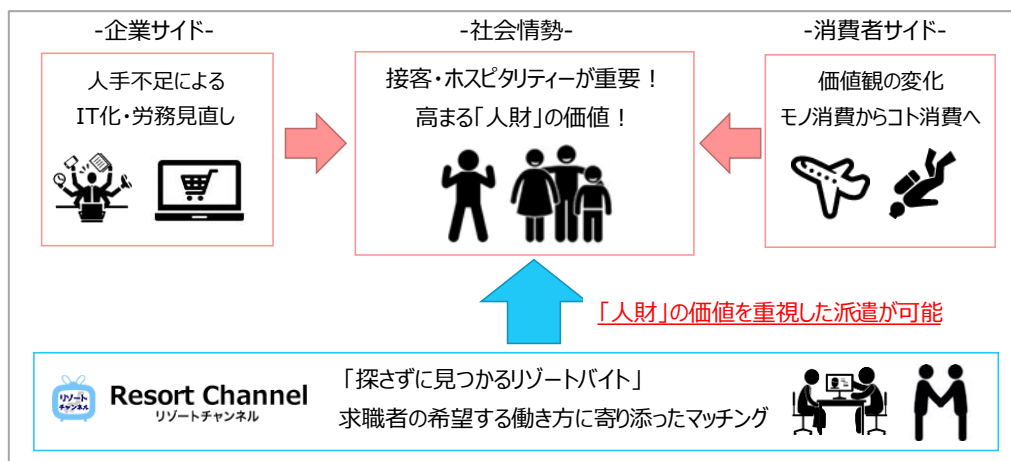 -企業サイド-
人手不足による
IT化・労務見直し
-社会情勢-
接客・ホスピタリティーが重要！
高まる「人財」の価値！
-消費者サイド-
価値観の変化
モノ消費からコト消費へ
「人財」の価値を重視した派遣が可能
リゾート
チャンネル
Resort Channel
リゾートチャンネル
「探さずに見つかるリゾートバイト」
求職者の希望する働き方に寄り添ったマッチング